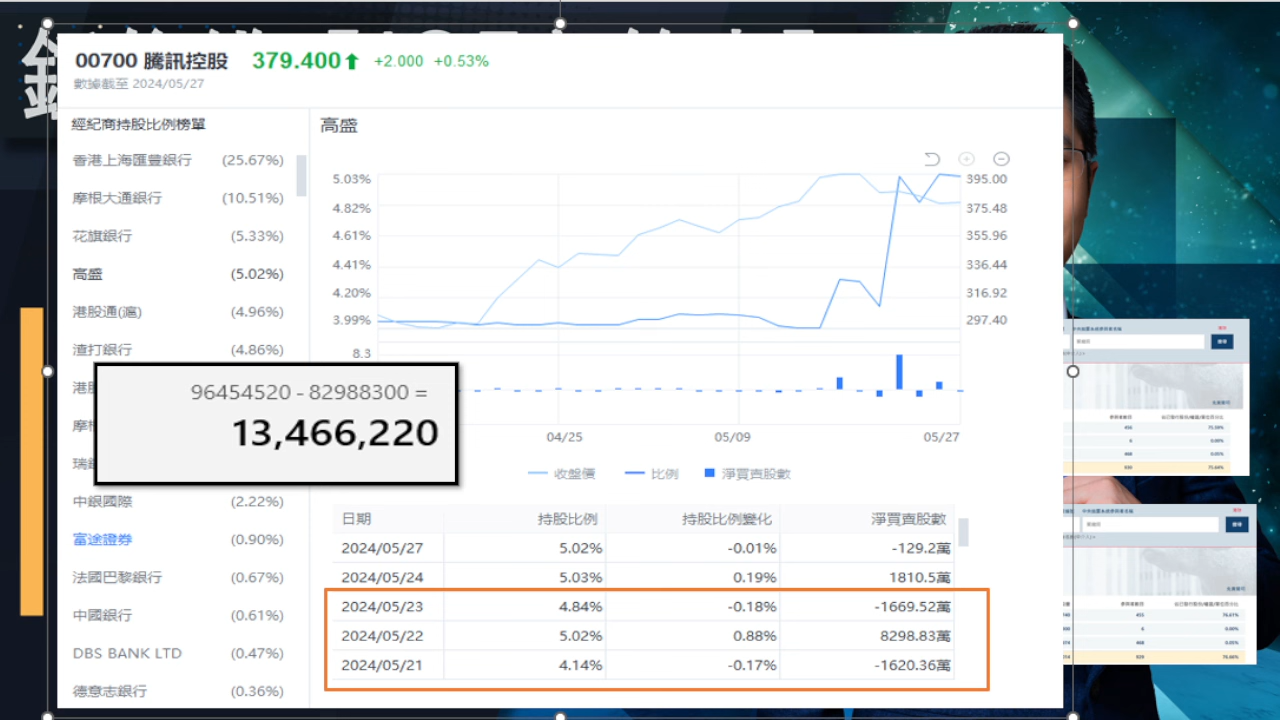 00700 騰訊控股 379.400 +2.000 +0.53%
數據截至 2024/05/27
經紀商持股比例榜單
香港上海匯豐銀行 (25.67%)
摩根大通銀行 (10.51%)
花旗銀行 (5.33%)
高盛 (5.02%)
港股通(滬) (4.96%)
渣打銀行 (4.86%)
96454520 - 82988300 =
13,466,220
中銀國際 (2.22%)
富途證券 (0.90%)
法國巴黎銀行 (0.67%)
中國銀行 (0.61%)
DBS BANK LTD (0.47%)
德意志銀行 (0.36%)
高盛
5.03% 395.00
4.82% 375.48
4.61% 355.96
4.41% 336.44
4.20% 316.92
3.99% 297.40
8.3
04/25 05/09 05/27
收盤價 比例 淨買賣股數
日期 持股比例 持股比例變化 淨買賣股數
2024/05/27 5.02% -0.01% -129.2萬
2024/05/24 5.03% 0.19% 1810.5萬
2024/05/23 4.84% -0.18% -1669.52萬
2024/05/22 5.02% 0.88% 8298.83萬
2024/05/21 4.14% -0.17% -1620.36萬